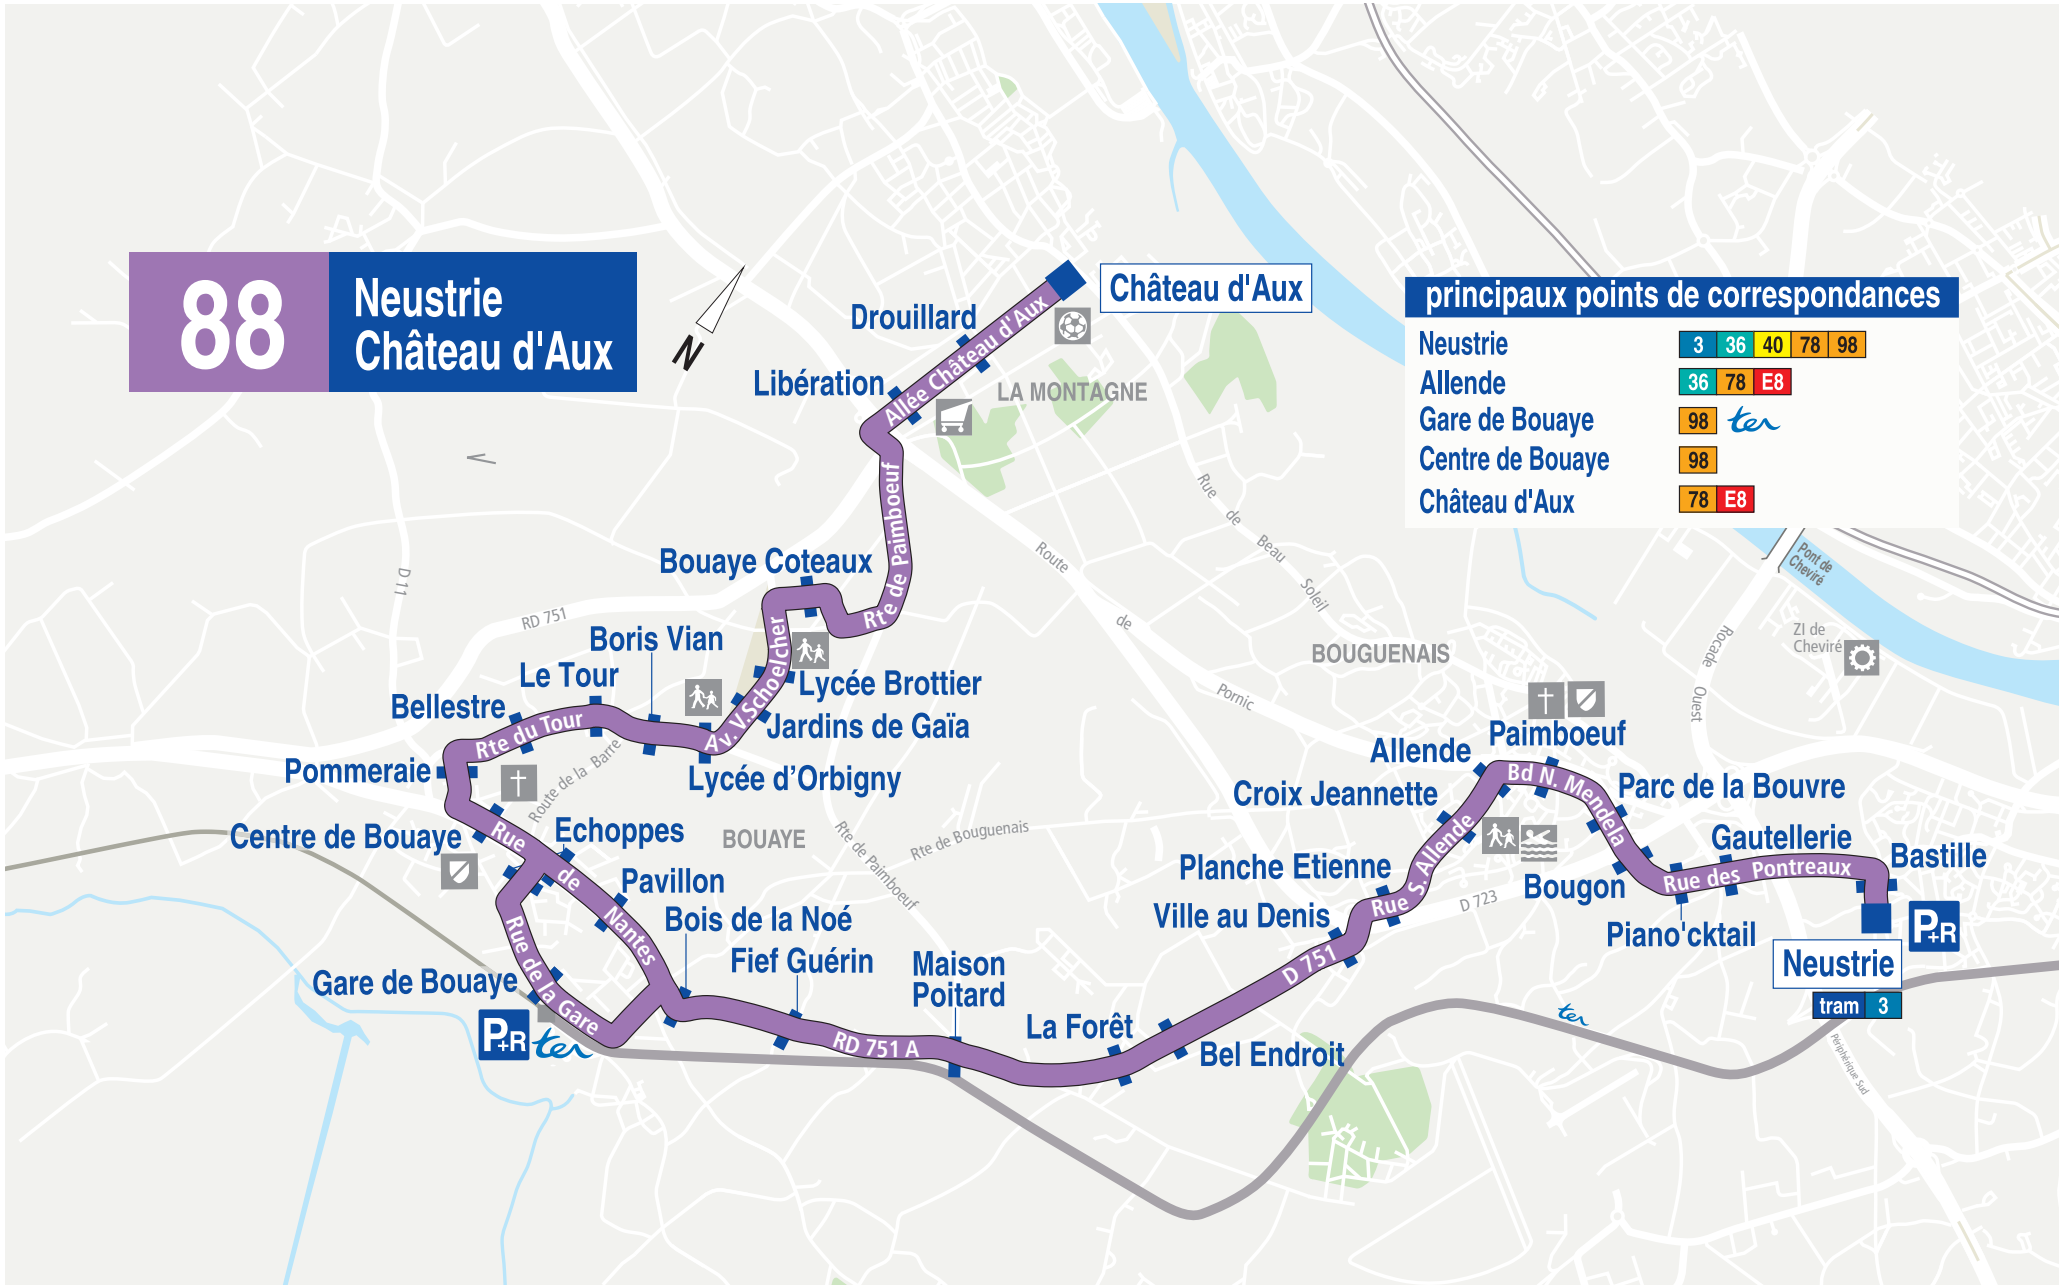 88
Neustrie
Château d'Aux
N
Château d'Aux
Drouillard
Libération
Allée Château d'Aux
LA MONTAGNE
principaux points de correspondances
Neustrie 3 36 40 78 98
Allende 36 78 E8
Gare de Bouaye 98 ter
Centre de Bouaye 98
Château d'Aux 78 E8
Rte de Paimboeuf
Rue de Beau Soleil
Route de Pornic
Pont de
Cheviré
D 11
RD 751
Bouaye Coteaux
Boris Vian
Le Tour
Bellestre
Pommeraie
Rte du Tour
Av. V.Schoelcher
Lycée Brottier
Jardins de Gaïa
Lycée d'Orbigny
Route de la Barre
BOUGUENAIS
Rocade Ouest
ZI de
Cheviré
Paimboeuf
Allende
Croix Jeannette
Bd N. Mendela
Parc de la Bouvre
Gautellerie
Bastille
Centre de Bouaye
Echoppes
BOUAYE
Rte de Paimboeuf
Rte de Bouguenais
Rue de Nantes
Pavillon
Bois de la Noé
Fief Guérin
Maison
Poitard
Planche Etienne
Ville au Denis
Rue S. Allende
D 723
Bougon
Rue des Pontreaux
Piano'cktail
P+R
Neustrie
tram 3
Gare de Bouaye
Rue de la Gare
P+R ter
RD 751 A
La Forêt
Bel Endroit
D 751
ter
Périphérique Sud